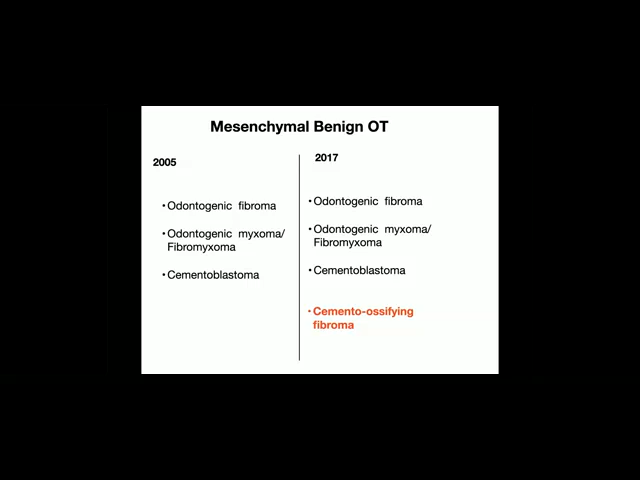 Mesenchymal Benign OT
2005
• Odontogenic fibroma
• Odontogenic myxoma/
Fibromyxoma
• Cementoblastoma
2017
• Odontogenic fibroma
• Odontogenic myxoma/
Fibromyxoma
• Cementoblastoma
• Cemento-ossifying
fibroma